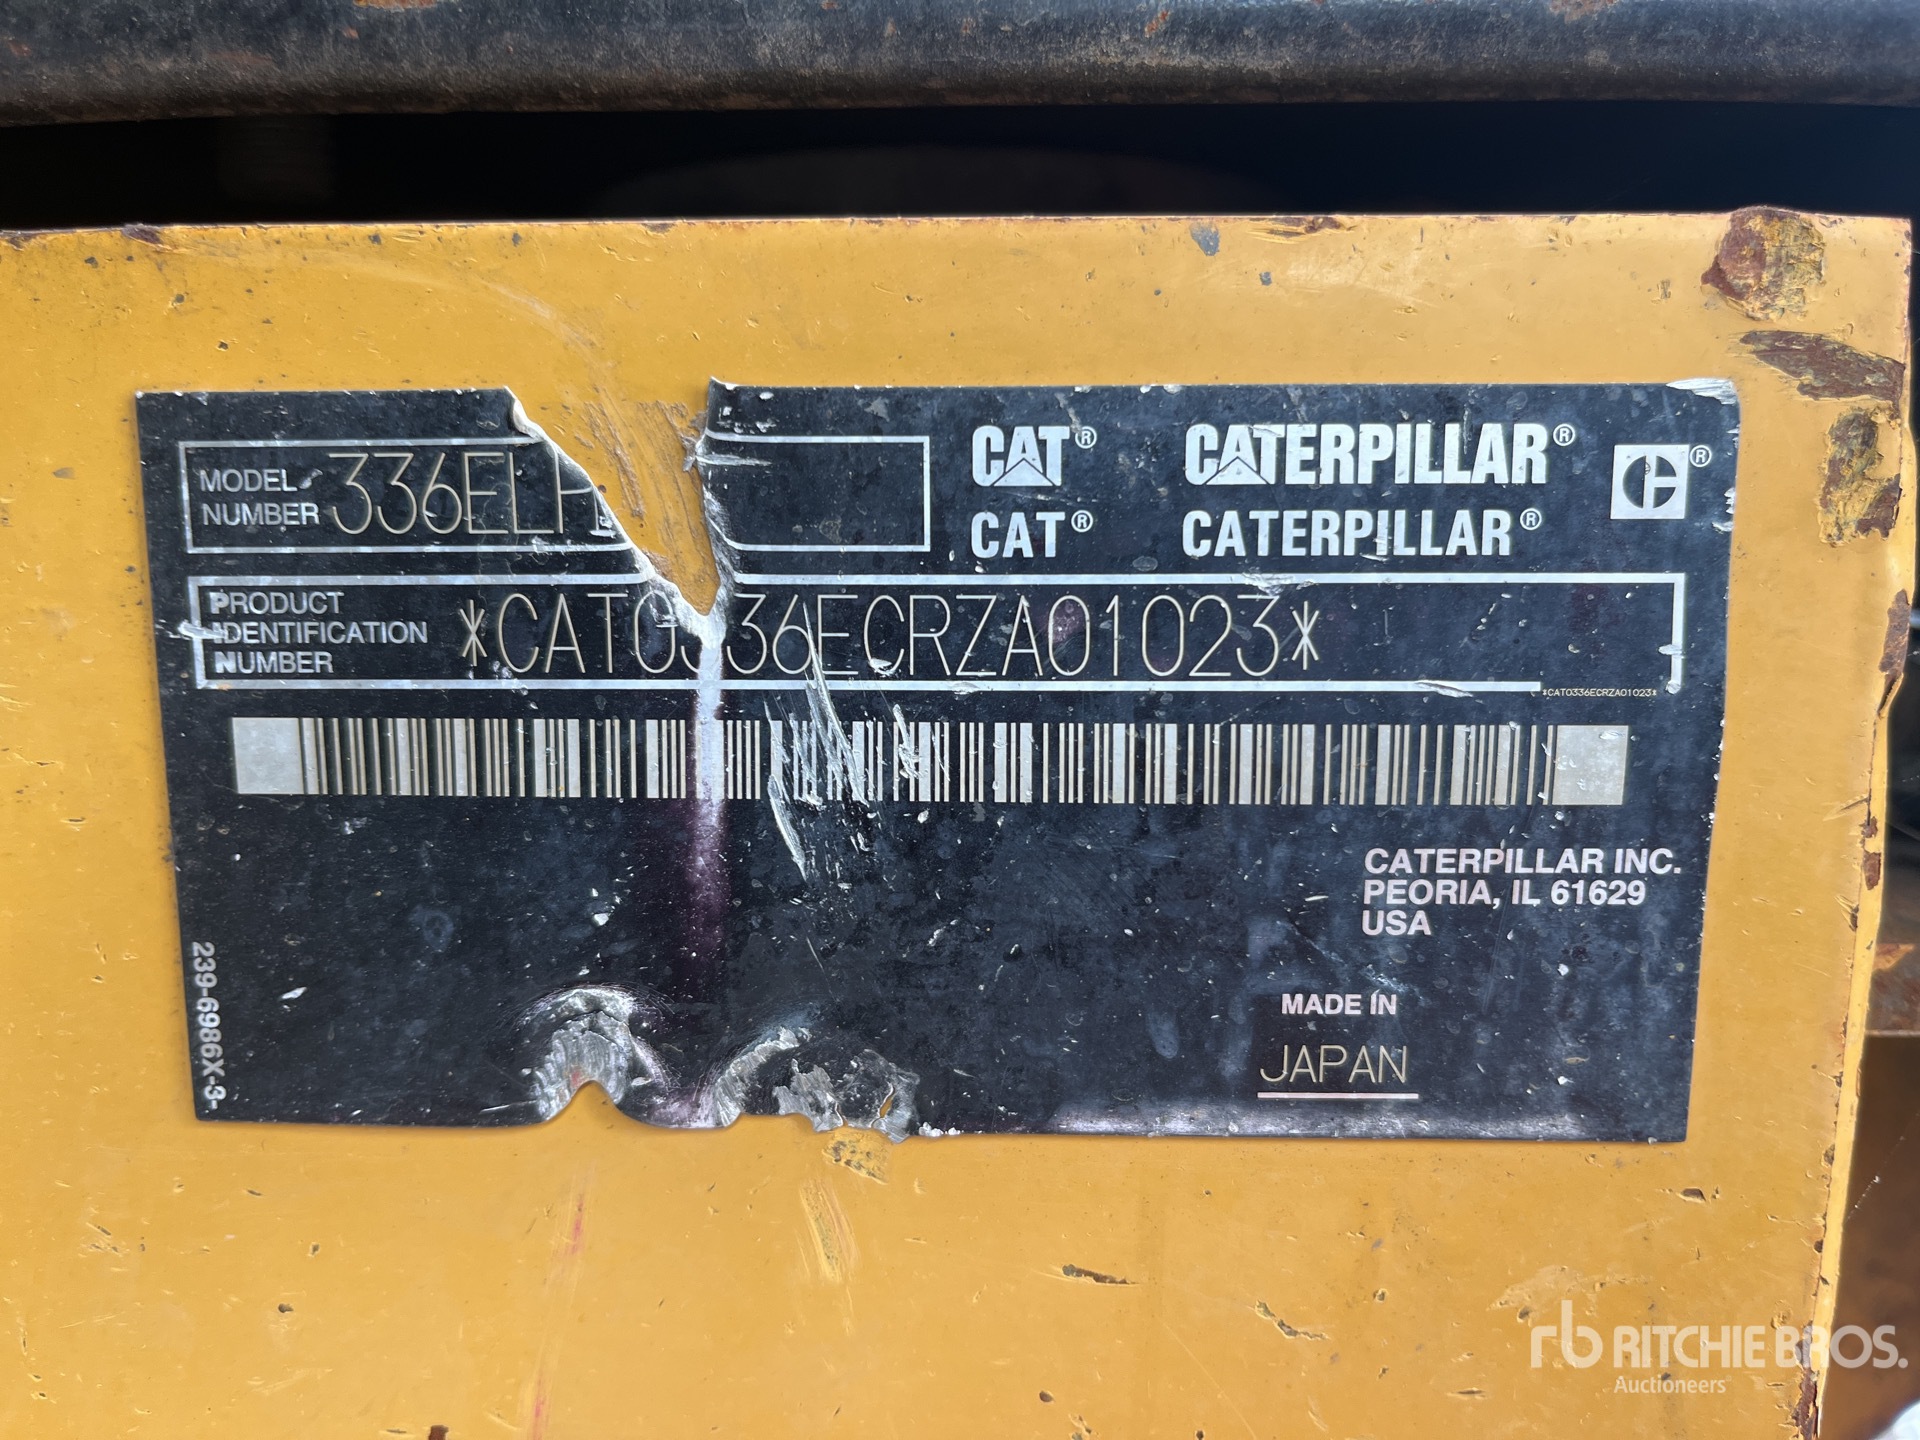 MODEL
NUMBER 336ELH
CAT® CATERPILLAR®
CAT® CATERPILLAR®
PRODUCT
IDENTIFICATION
NUMBER *CAT0336ECRZA01023*
*CAT0336ECRZA01023*
CATERPILLAR INC.
PEORIA, IL 61629
USA
MADE IN
JAPAN
239-6986X-3-
rb RITCHIE BROS.
Auctioneers